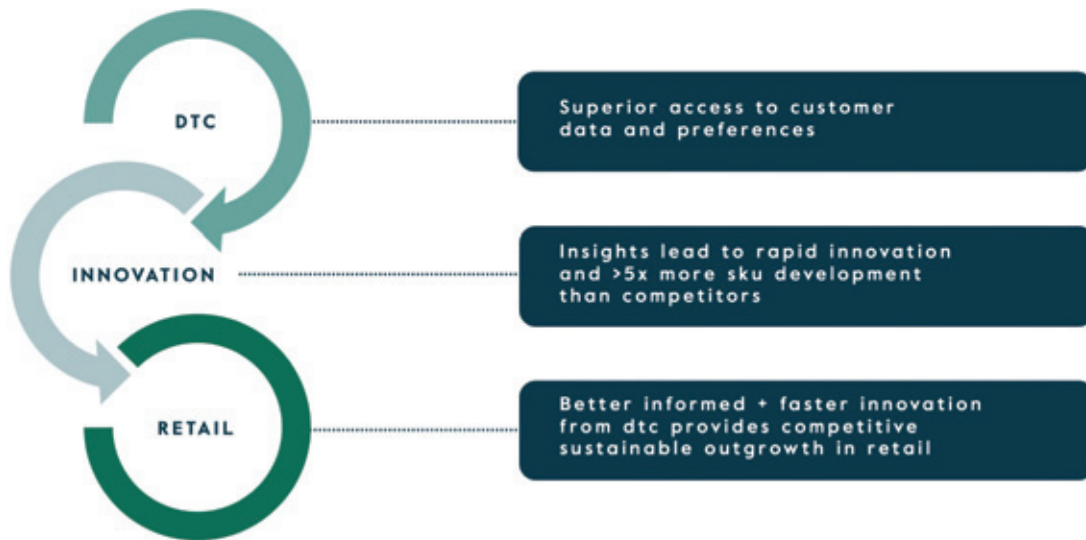 DTC
Superior access to customer
data and preferences
INNOVATION
Insights lead to rapid innovation
and >5x more sku development
than competitors
RETAIL
Better informed + faster innovation
from dtc provides competitive
sustainable outgrowth in retail